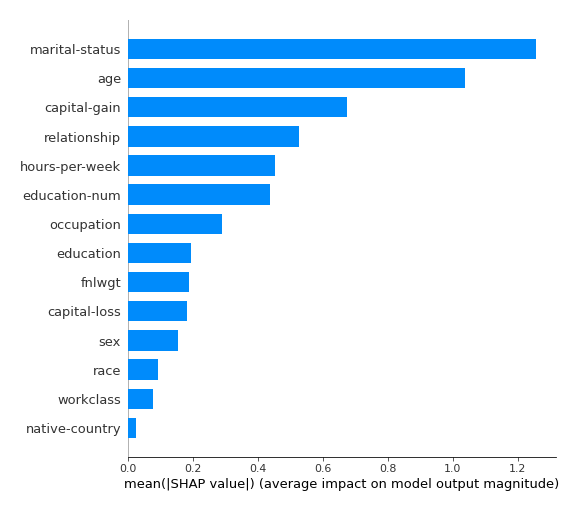 marital-status
age
capital-gain
relationship
hours-per-week
education-num
occupation
education
fnlwgt
capital-loss
sex
race
workclass
native-country
0.0 0.2 0.4 0.6 0.8 1.0 1.2
mean(|SHAP value|) (average impact on model output magnitude)